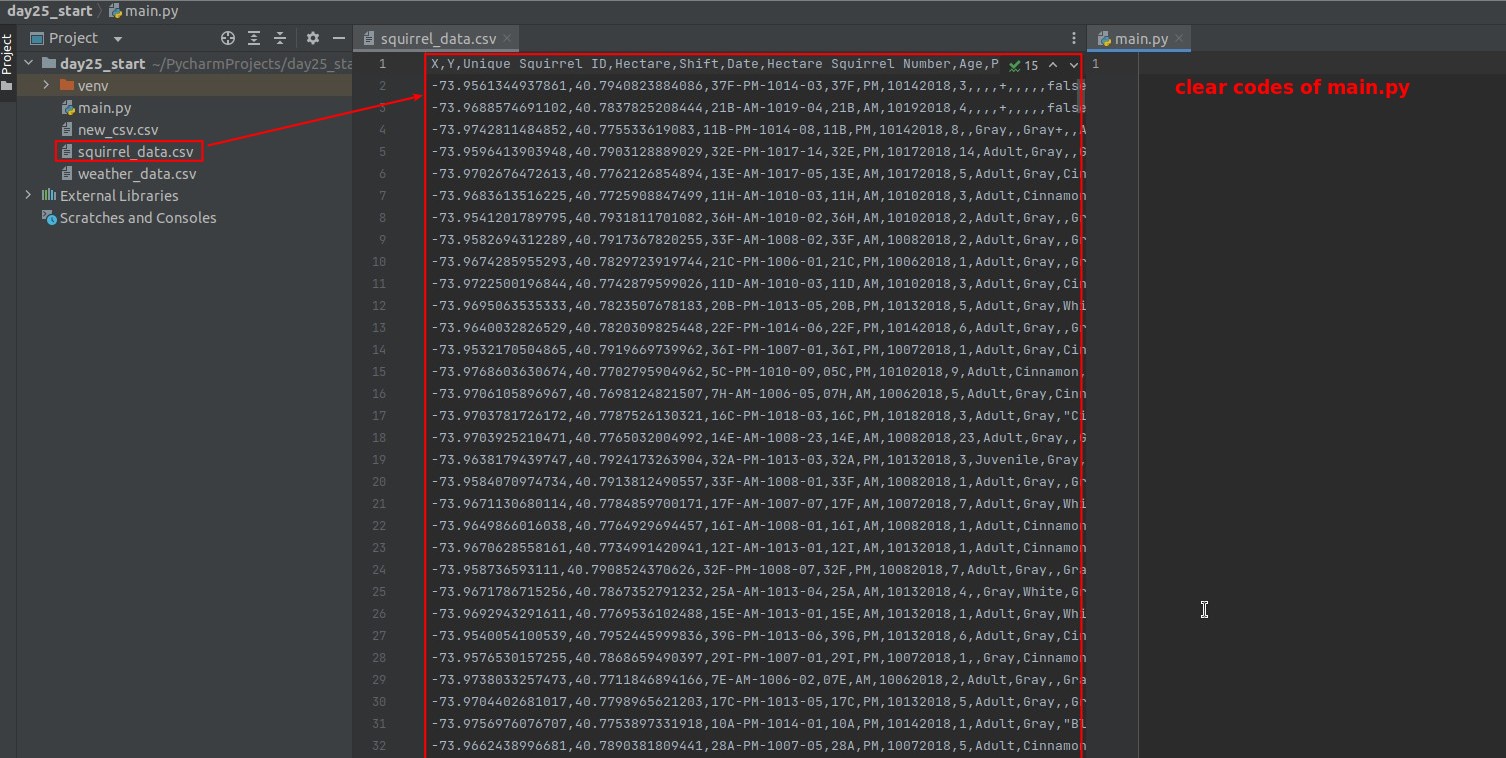 day25_start
main.py
Project
Project
day25_start ~/PycharmProjects/day25_sta
venv
main.py
new_csv.csv
squirrel_data.csv
weather_data.csv
External Libraries
Scratches and Consoles
squirrel_data.csv
15
1 X,Y,Unique Squirrel ID,Hectare,Shift,Date,Hectare Squirrel Number,Age,P
2 -73.9561344937861,40.7940823884086,37F-PM-1014-03,37F,PM,10142018,3,,,,+,,,,,false
3 -73.9688574691102,40.7837825208444,21B-AM-1019-04,21B,AM,10192018,4,,,,+,,,,,false
4 -73.9742811484852,40.775533619083,11B-PM-1014-08,11B,PM,10142018,8,,Gray,,Gray+,,A
5 -73.9596413903948,40.7903128889029,32E-PM-1017-14,32E,PM,10172018,14,Adult,Gray,,G
6 -73.9702676472613,40.7762126854894,13E-AM-1017-05,13E,AM,10172018,5,Adult,Gray,Cin
7 -73.9683613516225,40.7725908847499,11H-AM-1010-03,11H,AM,10102018,3,Adult,Cinnamon
8 -73.9541201789795,40.7931811701082,36H-AM-1010-02,36H,AM,10102018,2,Adult,Gray,,Gr
9 -73.9582694312289,40.7917367820255,33F-AM-1008-02,33F,AM,10082018,2,Adult,Gray,,Gr
10 -73.9674285955293,40.7829723919744,21C-PM-1006-01,21C,PM,10062018,1,Adult,Gray,,Gr
11 -73.9722500196844,40.7742879599026,11D-AM-1010-03,11D,AM,10102018,3,Adult,Gray,Cin
12 -73.9695063535333,40.7823507678183,20B-PM-1013-05,20B,PM,10132018,5,Adult,Gray,Whi
13 -73.9640032826529,40.7820309825448,22F-PM-1014-06,22F,PM,10142018,6,Adult,Gray,,Gr
14 -73.9532170504865,40.7919669739962,36I-PM-1007-01,36I,PM,10072018,1,Adult,Gray,Cin
15 -73.9768603630674,40.7702795904962,5C-PM-1010-09,05C,PM,10102018,9,Adult,Cinnamon,
16 -73.9706105896967,40.7698124821507,7H-AM-1006-05,07H,AM,10062018,5,Adult,Gray,Cinn
17 -73.9703781726172,40.7787526130321,16C-PM-1018-03,16C,PM,10182018,3,Adult,Gray,"Ci
18 -73.9703925210471,40.7765032004992,14E-AM-1008-23,14E,AM,10082018,23,Adult,Gray,,G
19 -73.9638179439747,40.7924173263904,32A-PM-1013-03,32A,PM,10132018,3,Juvenile,Gray,
20 -73.9584070974734,40.7913812490557,33F-AM-1008-01,33F,AM,10082018,1,Adult,Gray,,Gr
21 -73.9671130680114,40.7784859700171,17F-AM-1007-07,17F,AM,10072018,7,Adult,Gray,Whi
22 -73.9649866016038,40.7764929694457,16I-AM-1008-01,16I,AM,10082018,1,Adult,Cinnamon
23 -73.9670628558161,40.7734991420941,12I-AM-1013-01,12I,AM,10132018,1,Adult,Cinnamon
24 -73.958736593111,40.7908524370626,32F-PM-1008-07,32F,PM,10082018,7,Adult,Gray,,Gra
25 -73.9671786715256,40.7867352791232,25A-AM-1013-04,25A,AM,10132018,4,,Gray,White,Gr
26 -73.9692943291611,40.7769536102488,15E-AM-1013-01,15E,AM,10132018,1,Adult,Gray,Whi
27 -73.9540054100539,40.7952445999836,39G-PM-1013-06,39G,PM,10132018,6,Adult,Gray,Cin
28 -73.9576530157255,40.7868659490397,29I-PM-1007-01,29I,PM,10072018,1,,Gray,Cinnamon
29 -73.9738033257473,40.7711846894166,7E-AM-1006-02,07E,AM,10062018,2,Adult,Gray,,Gra
30 -73.9704402681017,40.7798965621203,17C-PM-1013-05,17C,PM,10132018,5,Adult,Gray,,Gr
31 -73.9756976076707,40.7753897331918,10A-PM-1014-01,10A,PM,10142018,1,Adult,Gray,"Bl
32 -73.9662438996681,40.7890381809441,28A-PM-1007-05,28A,PM,10072018,5,Adult,Cinnamon
main.py
1
clear codes of main.py